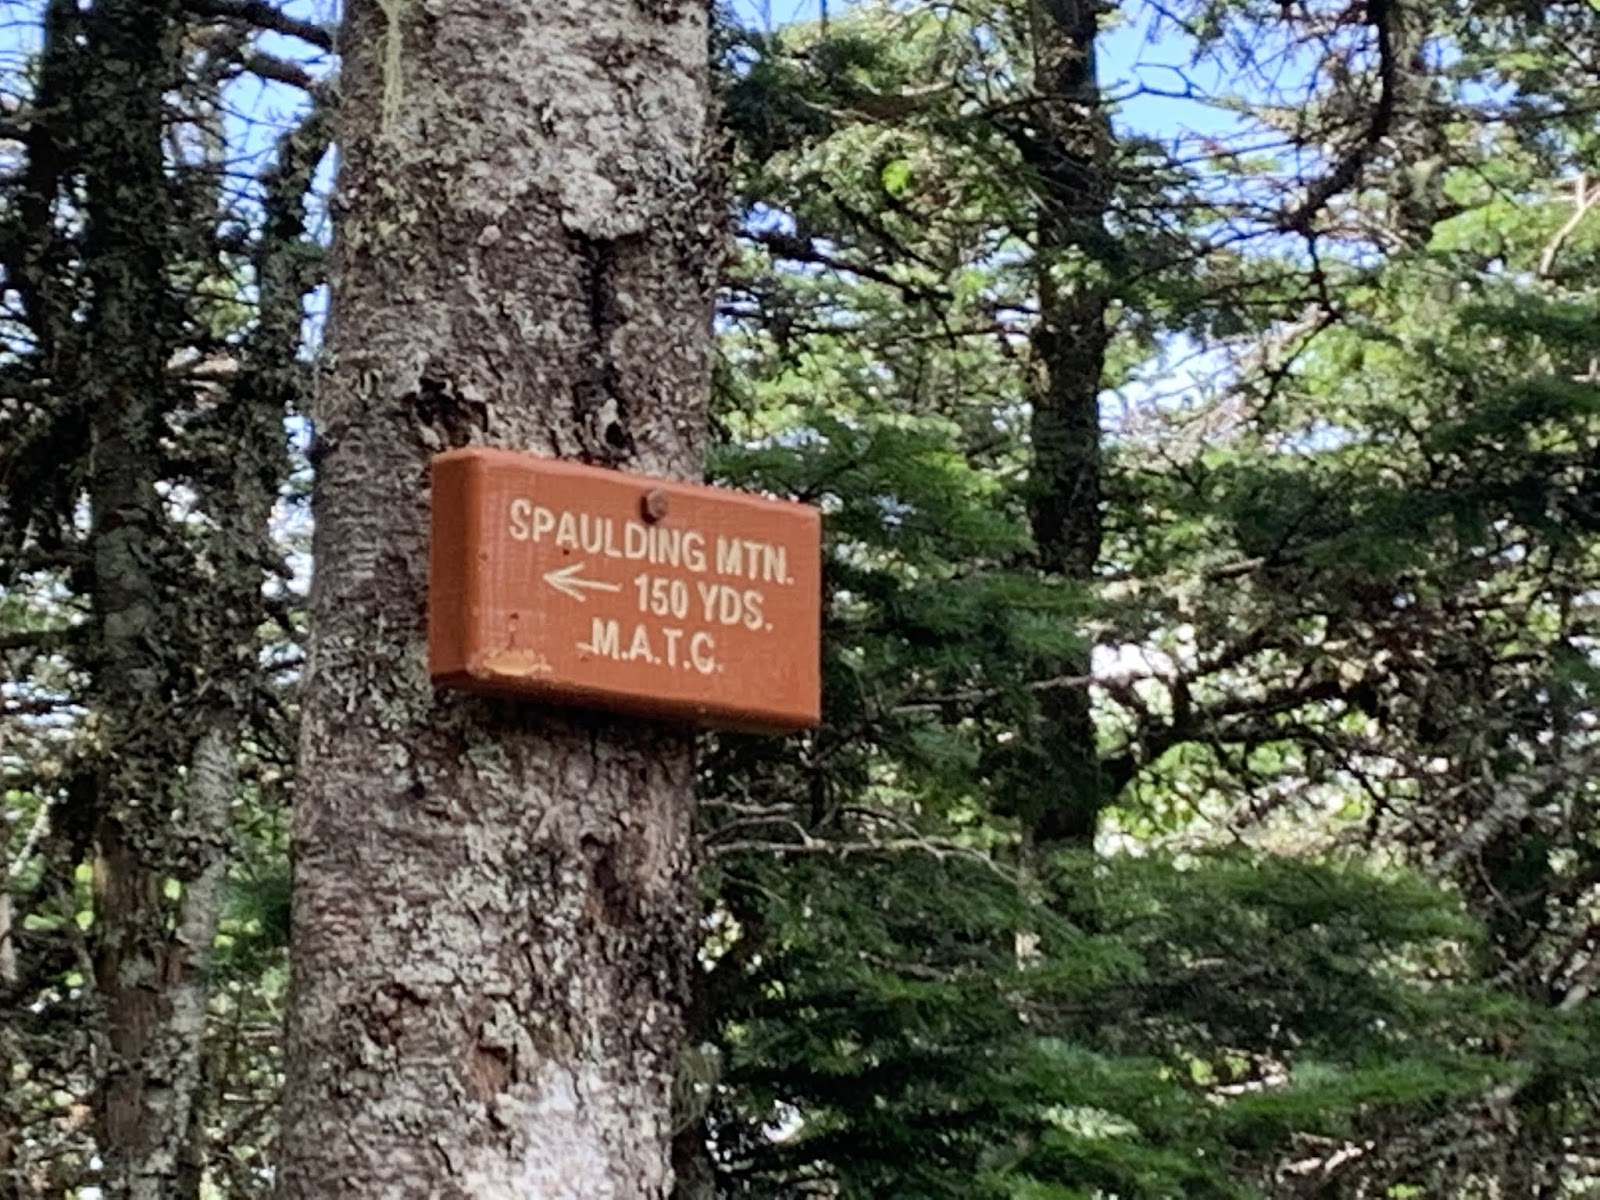 SPAULDING MTN.
← 150 YDS.
M.A.T.C.